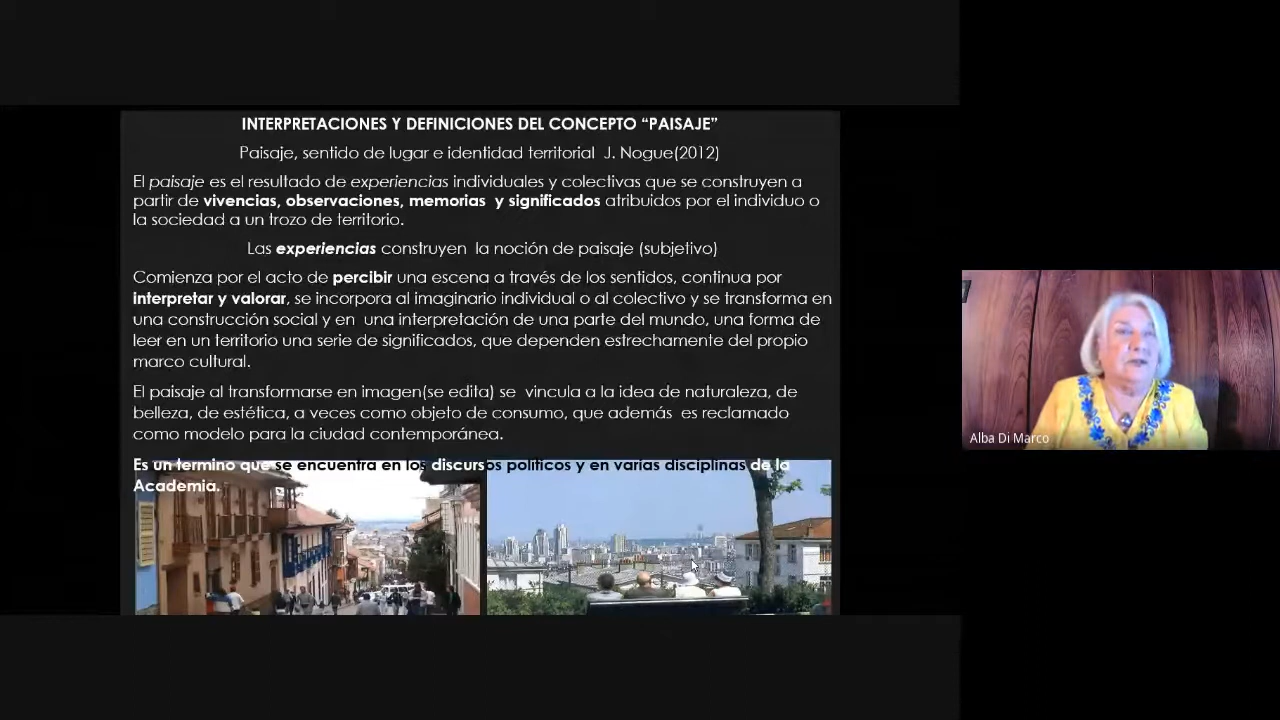 INTERPRETACIONES Y DEFINICIONES DEL CONCEPTO “PAISAJE”
Paisaje, sentido de lugar e identidad territorial  J. Nogue(2012)
El paisaje es el resultado de experiencias individuales y colectivas que se construyen a
partir de vivencias, observaciones, memorias  y significados atribuidos por el individuo o
la sociedad a un trozo de territorio.
Las experiencias construyen  la noción de paisaje (subjetivo)
Comienza por el acto de percibir una escena a través de los sentidos, continua por
interpretar y valorar, se incorpora al imaginario individual o al colectivo y se transforma en
una construcción social y en  una interpretación de una parte del mundo, una forma de
leer en un territorio una serie de significados, que dependen estrechamente del propio
marco cultural.
El paisaje al transformarse en imagen(se edita) se  vincula a la idea de naturaleza, de
belleza, de estética, a veces como objeto de consumo, que además  es reclamado
como modelo para la ciudad contemporánea.
Es un termino que se encuentra en los discursos politicos y en varias disciplinas de la
Academia.
Alba Di Marco